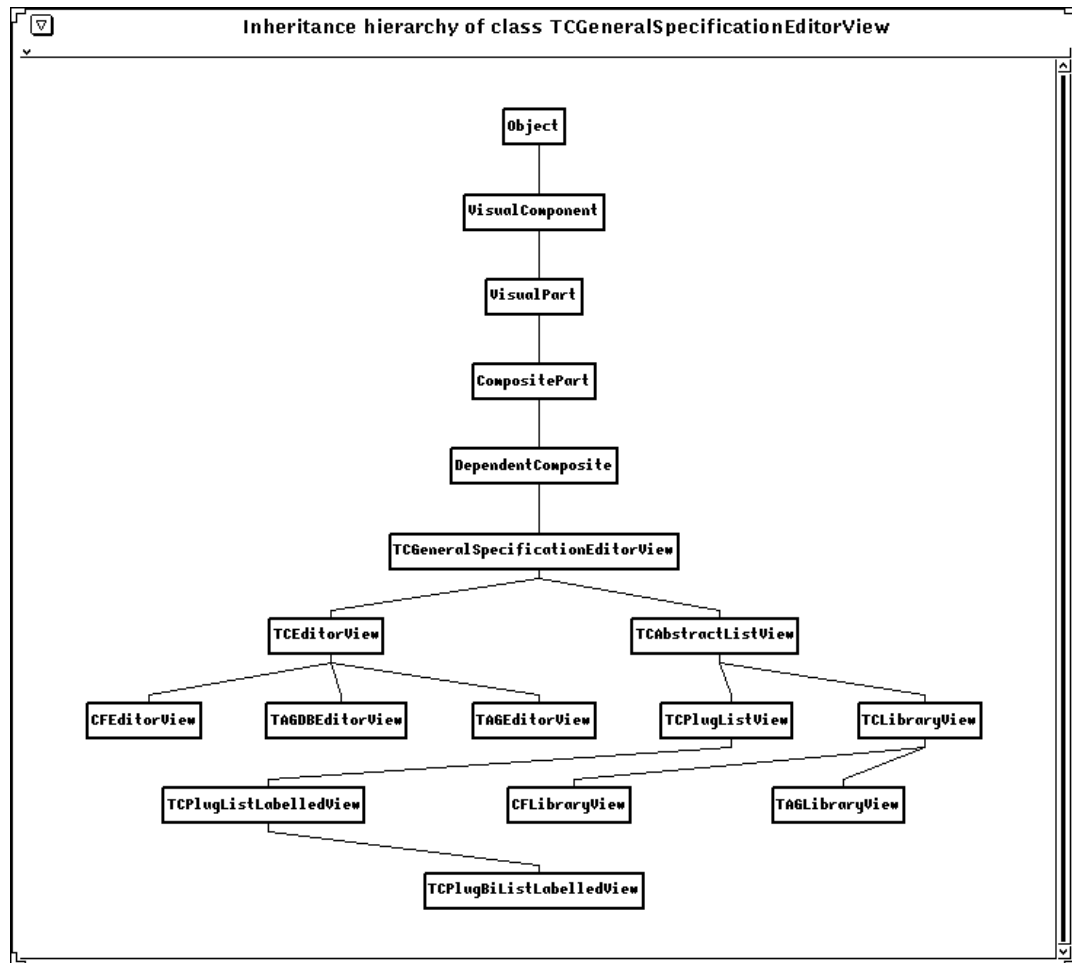 Inheritance hierarchy of class TCGeneralSpecificationEditorView
Object
VisualComponent
VisualPart
CompositePart
DependentComposite
TCGeneralSpecificationEditorView
TCEditorView TCAbstractListView
CFEditorView TAGDBEditorView TAGEditorView TCPlugListView TCLibraryView
TCPlugListLabelledView CFLibraryView TAGLibraryView
TCPlugBiListLabelledView